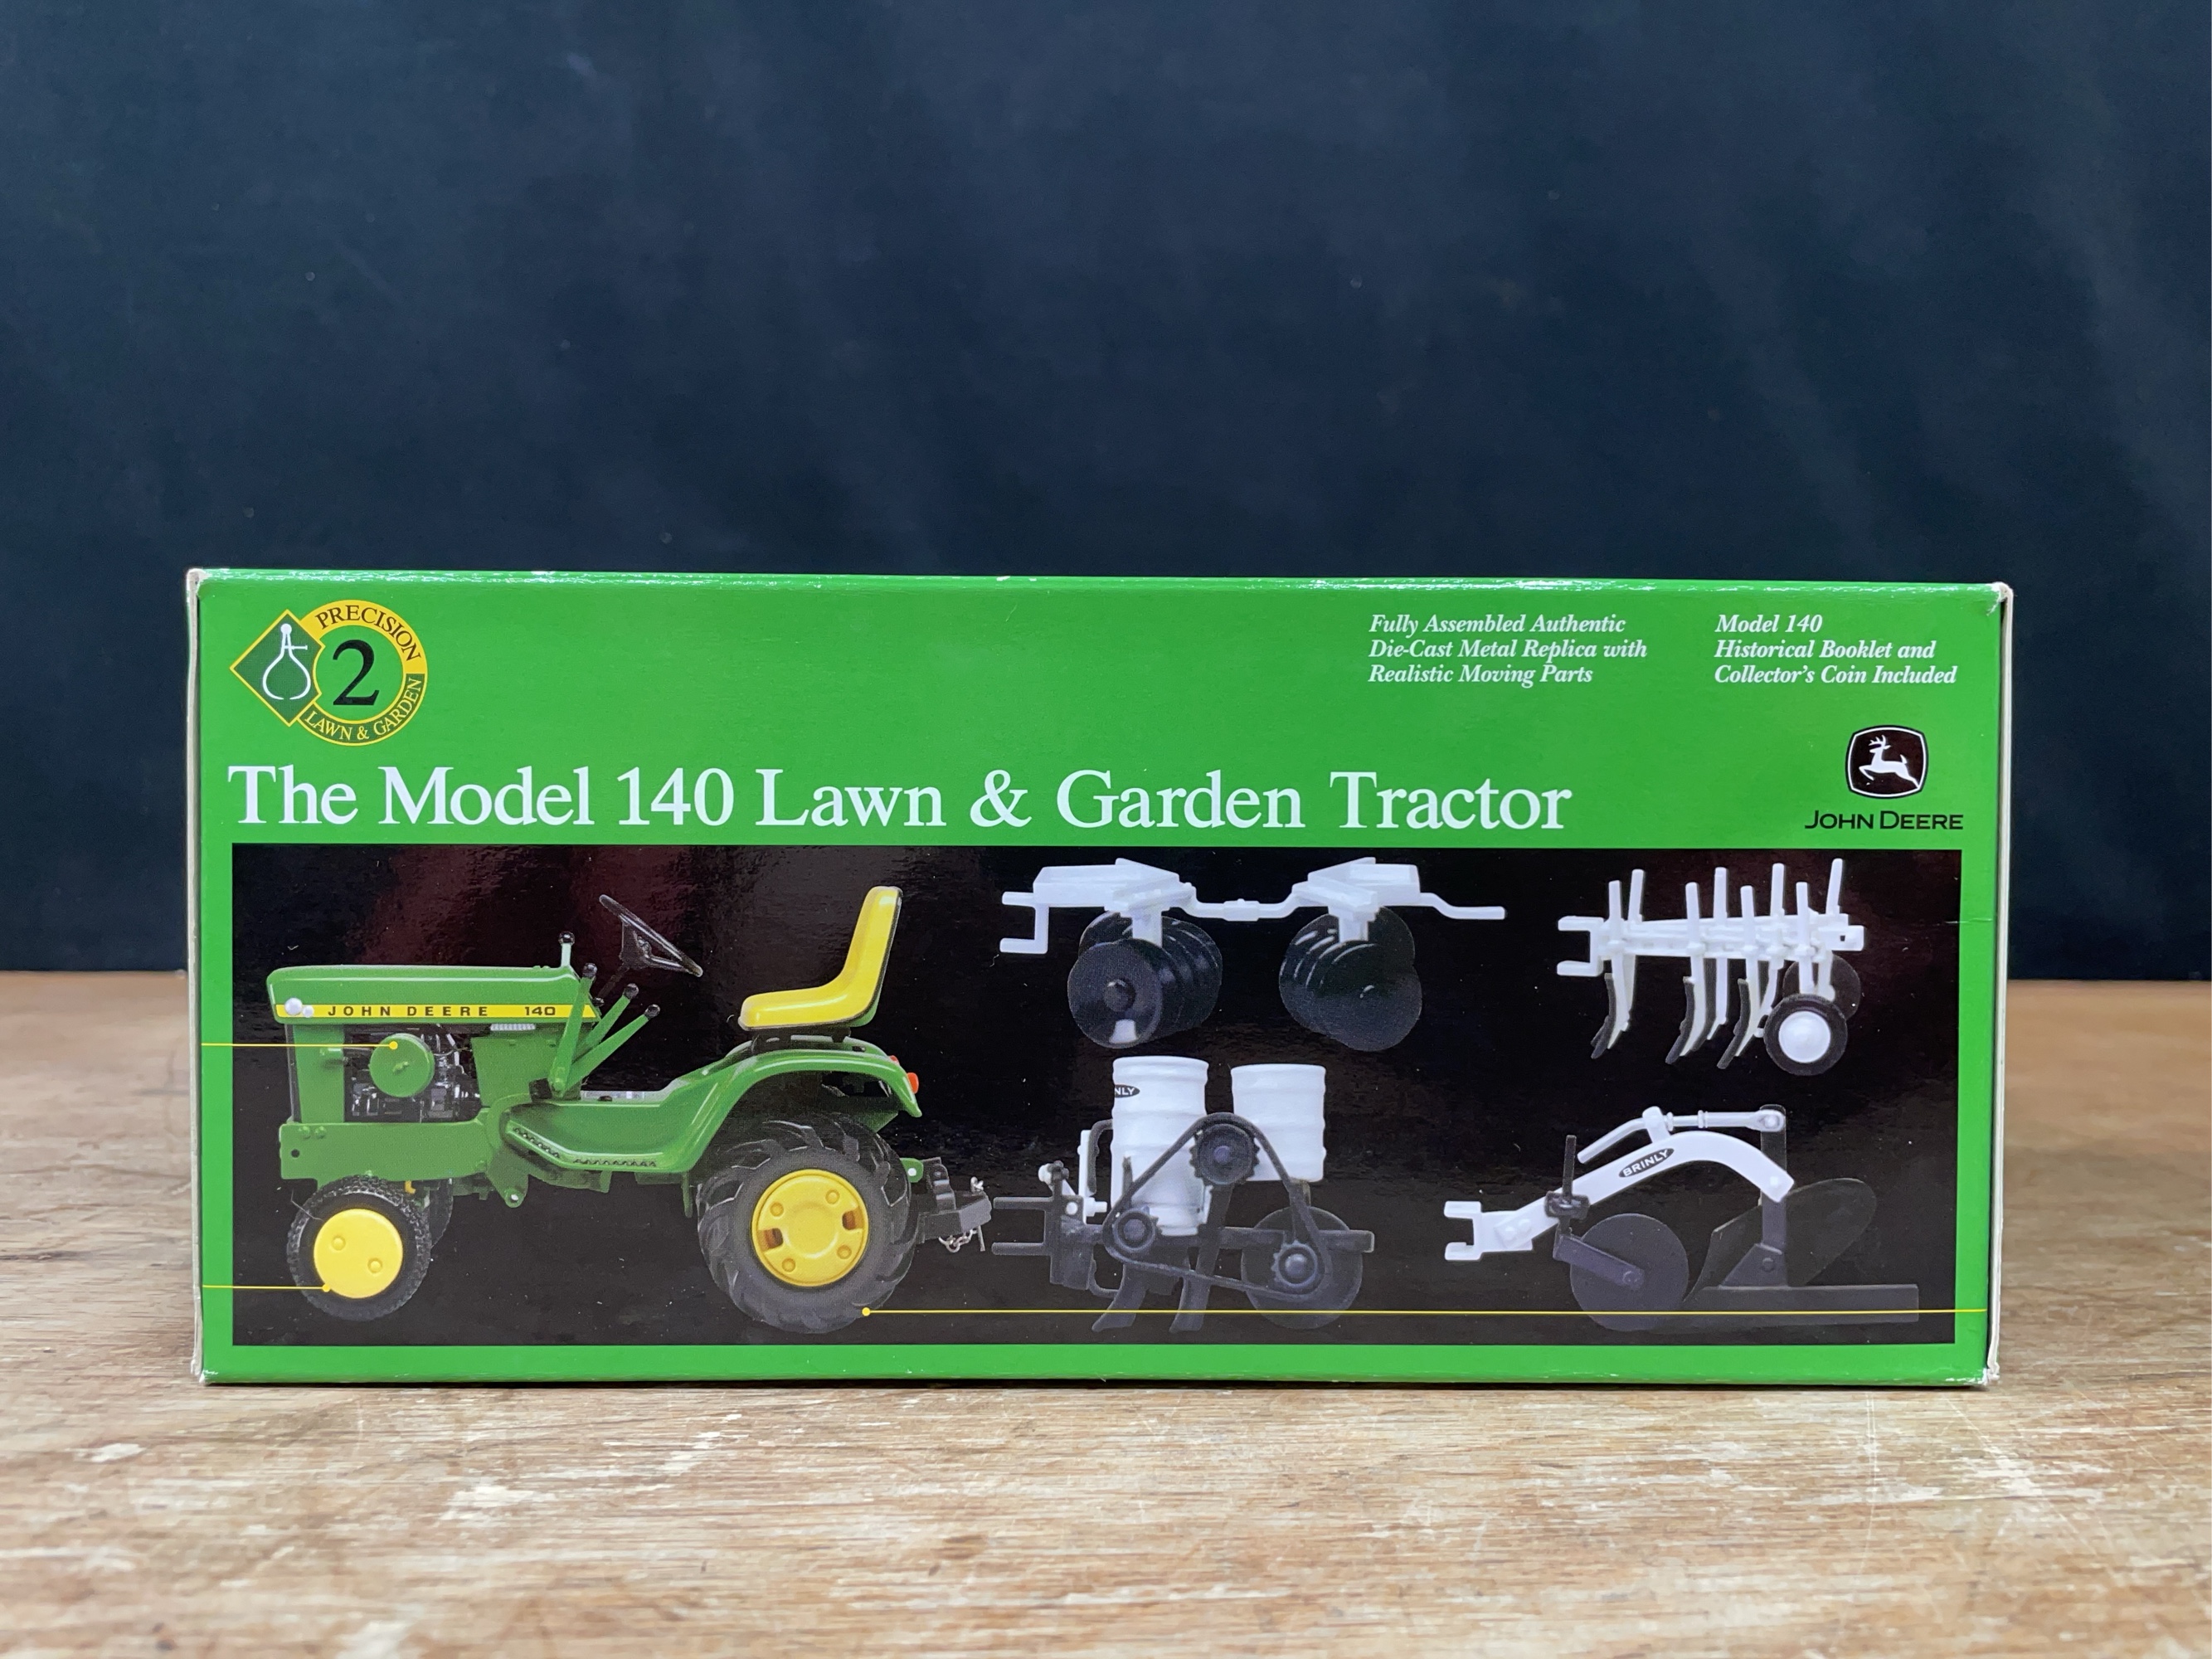 PRECISION
2
LAWN & GARDEN
Fully Assembled Authentic
Die-Cast Metal Replica with
Realistic Moving Parts
Model 140
Historical Booklet and
Collector's Coin Included
The Model 140 Lawn & Garden Tractor
JOHN DEERE
JOHN DEERE 140
NLY
BRINLY